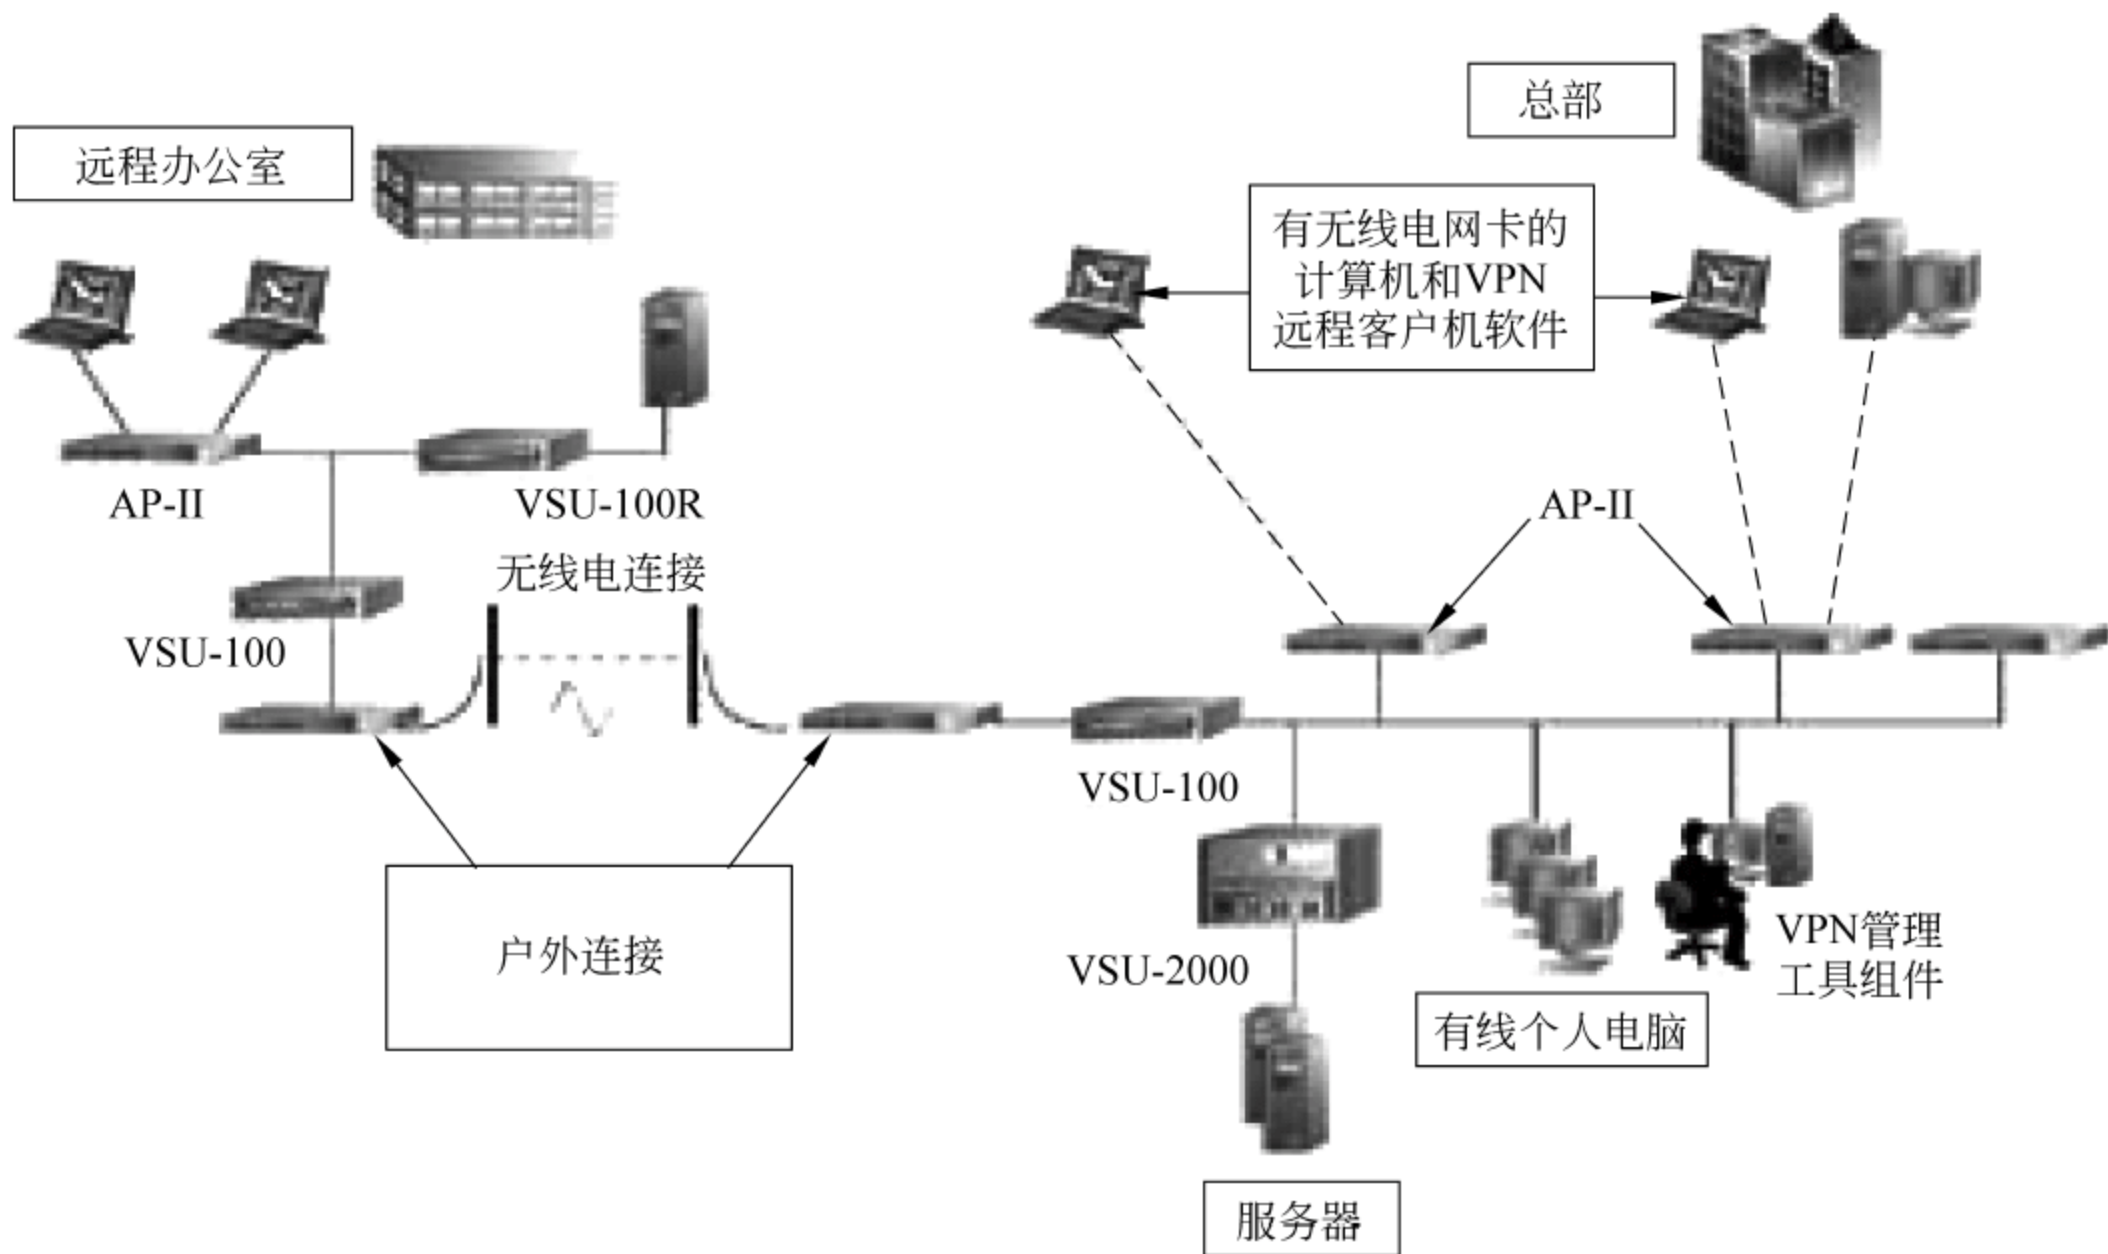 总部
远程办公室
有无线电网卡的
计算机和VPN
远程客户机软件
AP-II
VSU-100R
AP-II
无线电连接
VSU-100
VSU-100
户外连接
VSU-2000
VPN管理
工具组件
有线个人电脑
服务器